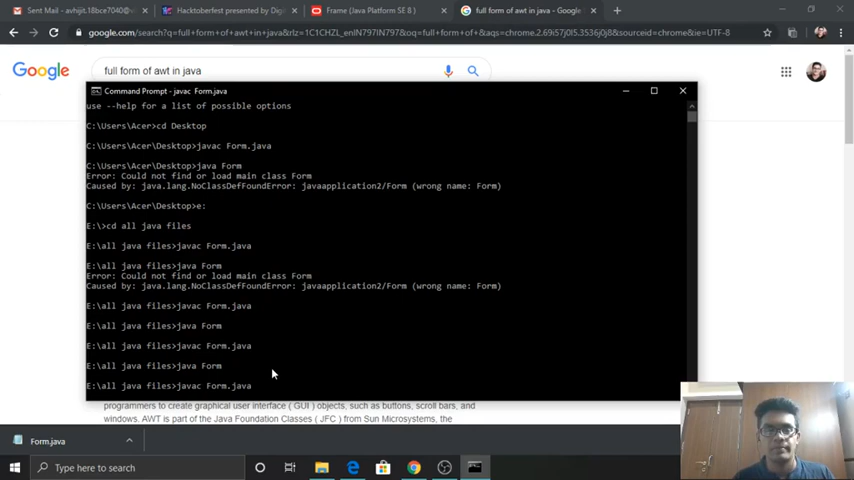 Sent Mail - avhijit.18bce7040@v
Hacktoberfest presented by Digi
Frame (Java Platform SE 8 )
full form of awt in java - Google
google.com/search?q=full+form+of+awt+in+java&rlz=1C1CHZL_enIN797IN797&oq=full+form+of+&aqs=chrome.2.69i57j0l5.3536j0j8&sourceid=chrome&ie=UTF-8
Google
full form of awt in java
Command Prompt - javac Form.java
use --help for a list of possible options
C:\Users\Acer>cd Desktop
C:\Users\Acer\Desktop>javac Form.java
C:\Users\Acer\Desktop>java Form
Error: Could not find or load main class Form
Caused by: java.lang.NoClassDefFoundError: javaapplication2/Form (wrong name: Form)
C:\Users\Acer\Desktop>e:
E:\>cd all java files
E:\all java files>javac Form.java
E:\all java files>java Form
Error: Could not find or load main class Form
Caused by: java.lang.NoClassDefFoundError: javaapplication2/Form (wrong name: Form)
E:\all java files>javac Form.java
E:\all java files>java Form
E:\all java files>javac Form.java
E:\all java files>java Form
E:\all java files>javac Form.java
programmers to create graphical user interface ( GUI ) objects, such as buttons, scroll bars, and
windows. AWT is part of the Java Foundation Classes ( JFC ) from Sun Microsystems, the
Form.java
Type here to search